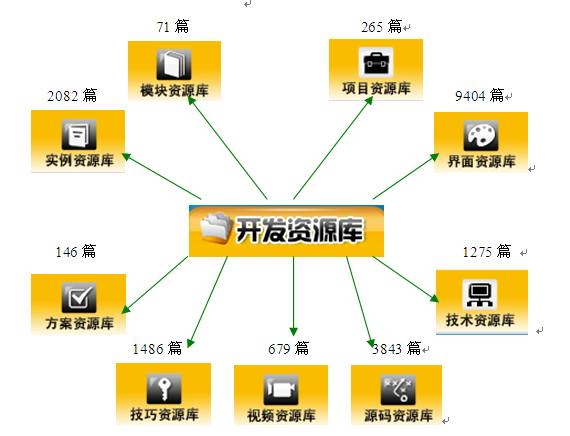 71 篇
265 篇
模块资源库
项目资源库
2082 篇
9404 篇
实例资源库
界面资源库
开发资源库
146 篇
1275 篇
方案资源库
技术资源库
1486 篇
679 篇
3843 篇
技巧资源库
视频资源库
源码资源库